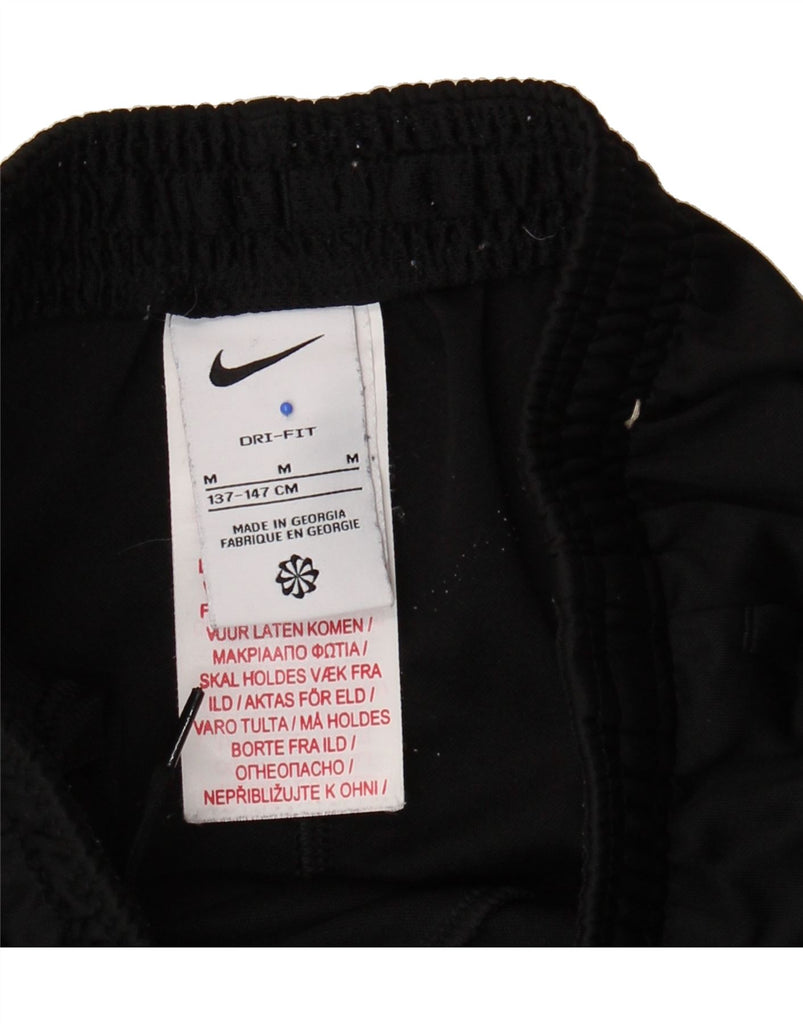 DRI-FIT
M M M
137-147 CM
MADE IN GEORGIA
FABRIQUE EN GEORGIE
VUUR LATEN KOMEN /
ΜΑΚΡΙΑΑΠΟ ΦΩΤΙΑ /
SKAL HOLDES VÆK FRA
ILD / AKTAS FÖR ELD /
VARO TULTA / MÅ HOLDES
BORTE FRA ILD /
ОГНЕОПАСНО /
NEPŘIBLIŽUJTE K OHNI /